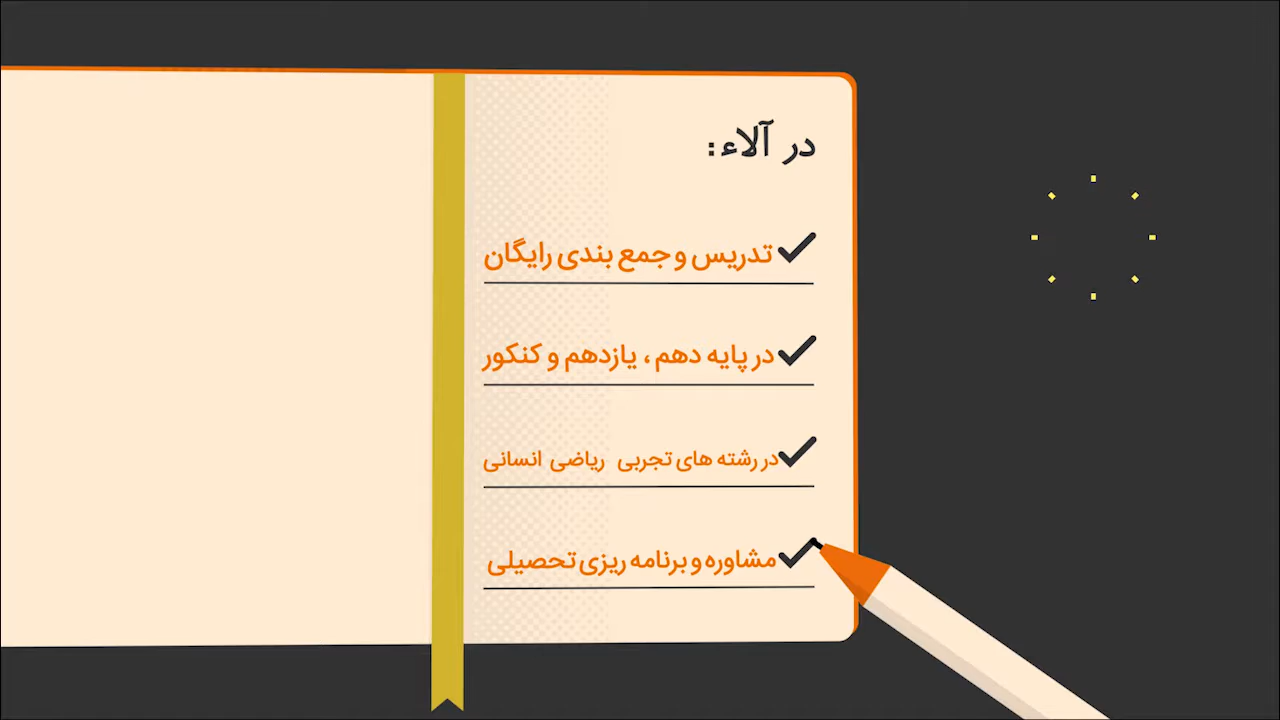 در آلاء:
تدریس و جمع بندی رایگان
در پایه دهم ، یازدهم و کنکور
در رشته های تجربی ریاضی انسانی
مشاوره و برنامه ریزی تحصیلی